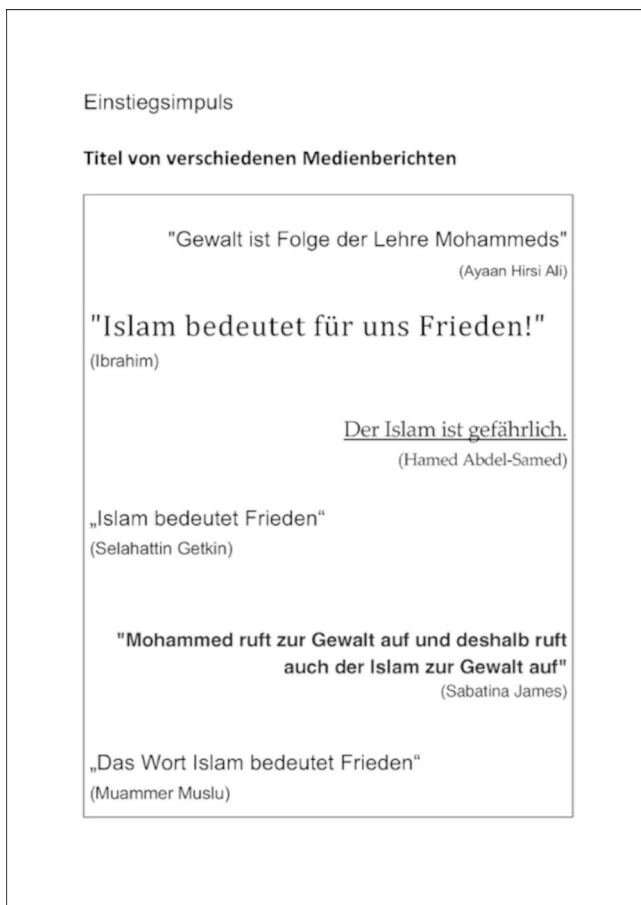 Einstiegsimpuls
Titel von verschiedenen Medienberichten
"Gewalt ist Folge der Lehre Mohammeds"
(Ayaan Hirsi Ali)
"Islam bedeutet für uns Frieden!"
(Ibrahim)
Der Islam ist gefährlich.
(Hamed Abdel-Samed)
„Islam bedeutet Frieden“
(Selahattin Getkin)
"Mohammed ruft zur Gewalt auf und deshalb ruft
auch der Islam zur Gewalt auf"
(Sabatina James)
„Das Wort Islam bedeutet Frieden“
(Muammer Muslu)